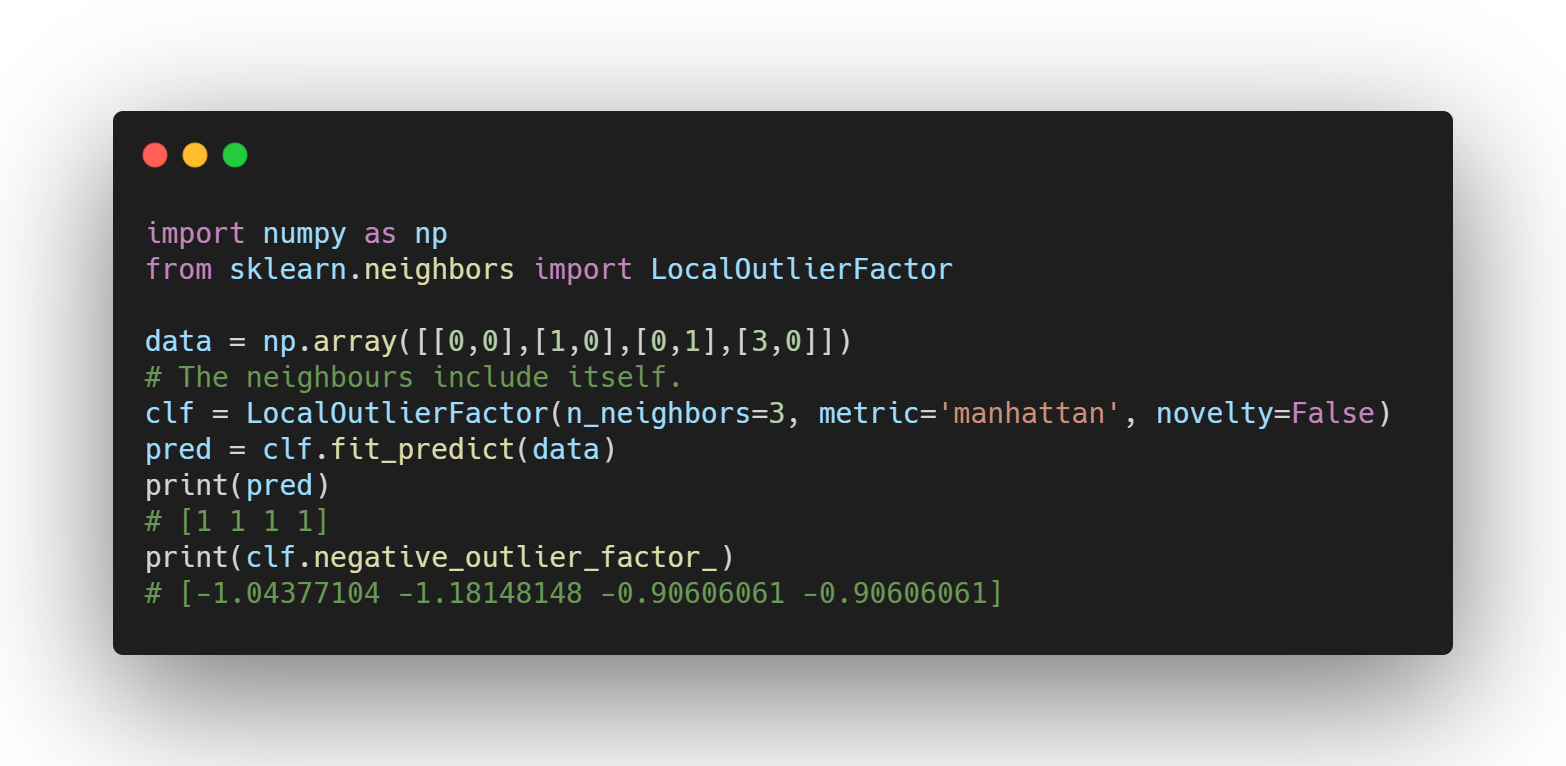 import numpy as np
from sklearn.neighbors import LocalOutlierFactor
data = np.array([[0,0],[1,0],[0,1],[3,0]])
# The neighbours include itself.
clf = LocalOutlierFactor(n_neighbors=3, metric='manhattan', novelty=False)
pred = clf.fit_predict(data)
print(pred)
# [1 1 1 1]
print(clf.negative_outlier_factor_)
# [-1.04377104 -1.18148148 -0.90606061 -0.90606061]